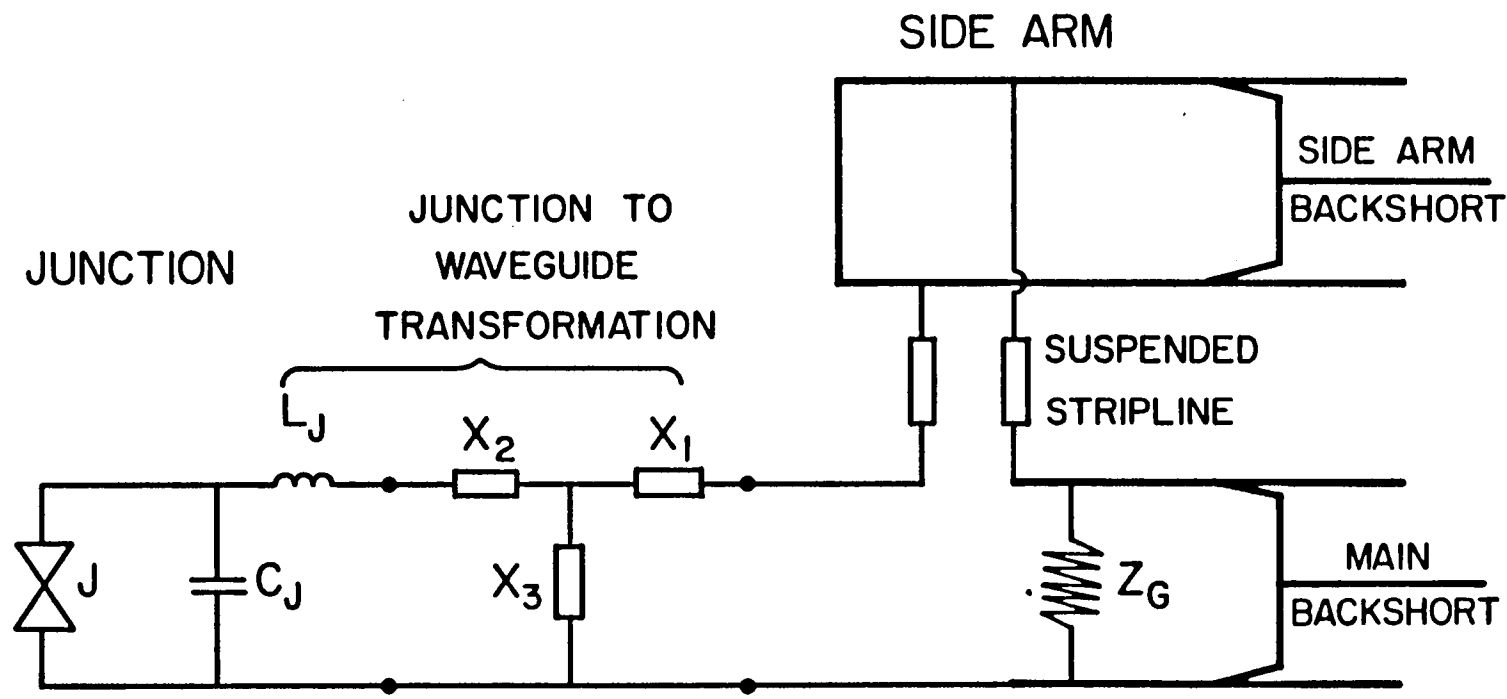 SIDE ARM
SIDE ARM
BACKSHORT
JUNCTION TO
WAVEGUIDE
TRANSFORMATION
JUNCTION
SUSPENDED
STRIPLINE
L_J
X_2
X_1
J
C_J
X_3
Z_G
MAIN
BACKSHORT